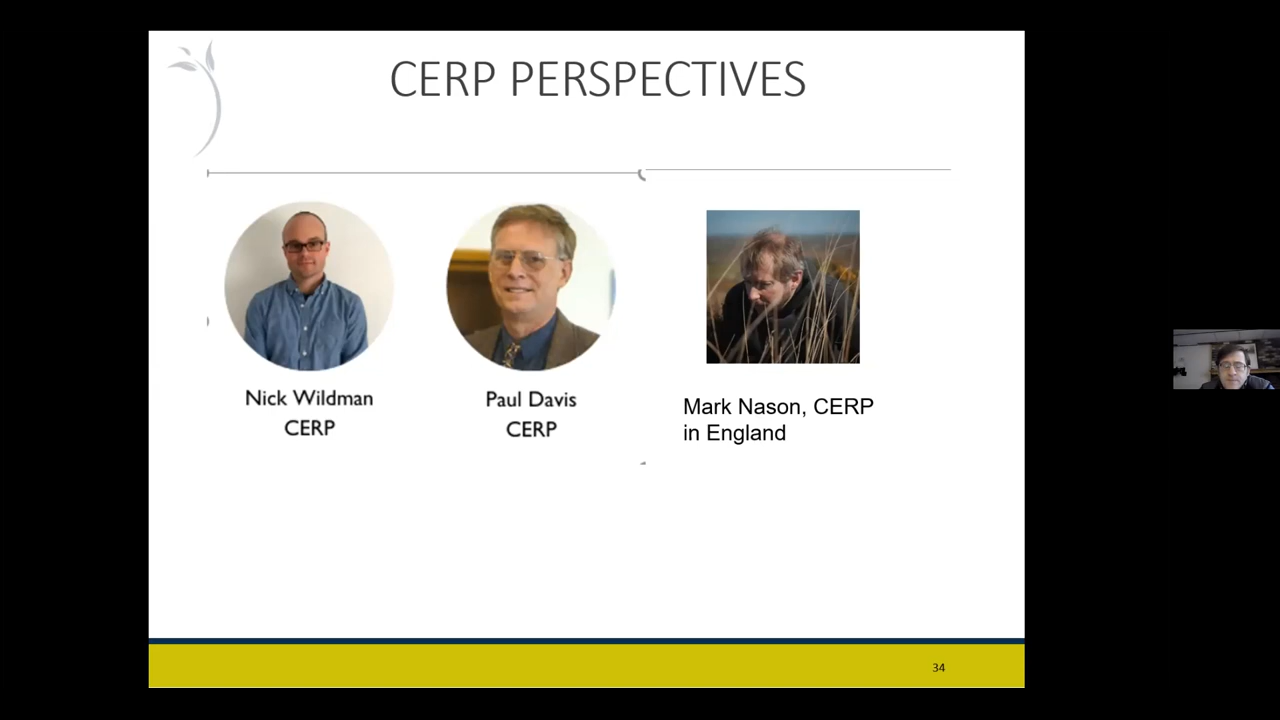 CERP PERSPECTIVES
Nick Wildman
CERP
Paul Davis
CERP
Mark Nason, CERP
in England
34